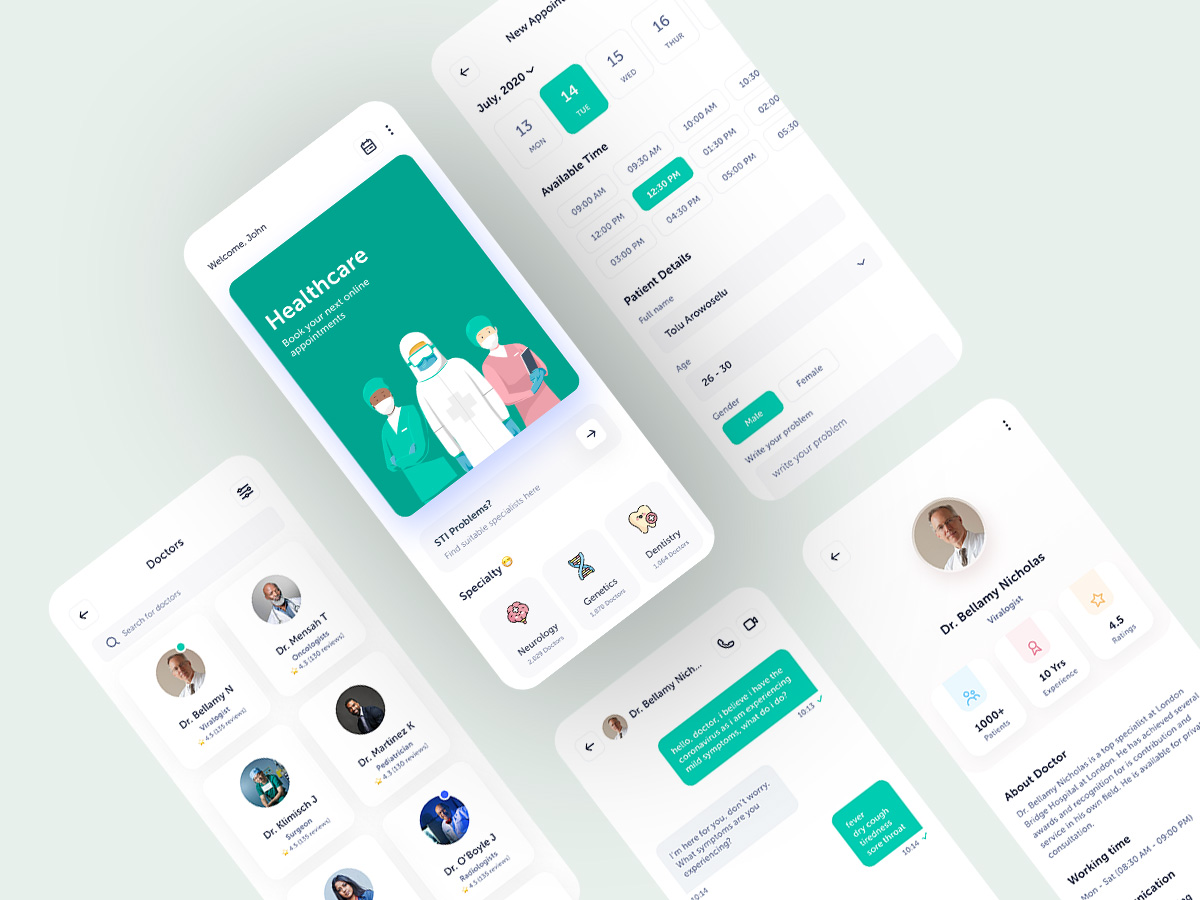 Welcome, John
Healthcare
Book your next online
appointments
STI Problems?
Find suitable specialists here
Specialty
Neurology
2,029 Doctors
Genetics
1,870 Doctors
Dentistry
1,064 Doctors
New Appoin
July, 2020
13
MON
14
TUE
15
WED
16
THUR
Available Time
09:00 AM
09:30 AM
10:00 AM
10:30
12:00 PM
12:30 PM
01:30 PM
02:00
03:00 PM
04:30 PM
05:00 PM
05:30
Patient Details
Full name
Tolu Arowoselu
Age
26 - 30
Gender
Male
Female
Write your problem
write your problem
Doctors
Search for doctors
Dr. Bellamy N
Viralogist
4.5 (135 reviews)
Dr. Mensah T
Oncologists
4.3 (130 reviews)
Dr. Klimisch J
Surgeon
4.5 (135 reviews)
Dr. Martinez K
Pediatrician
4.3 (130 reviews)
Dr. O'Boyle J
Radiologists
4.5 (135 reviews)
Dr. Bellamy Nich...
hello, doctor, i believe i have the
coronavirus as i am experiencing
mild symptoms, what do i do?
10:13
I'm here for you, don't worry.
What symptoms are you
experiencing?
10:14
fever
dry cough
tiredness
sore throat
10:14
Dr. Bellamy Nicholas
Viralogist
1000+
Patients
10 Yrs
Experience
4.5
Ratings
About Doctor
Dr. Bellamy Nicholas is a top specialist at London
Bridge Hospital at London. He has achieved several
awards and recognition for is contribution and
service in his own field. He is available for priva
consultation.
Working time
Mon - Sat (08:30 AM - 09:00 PM)